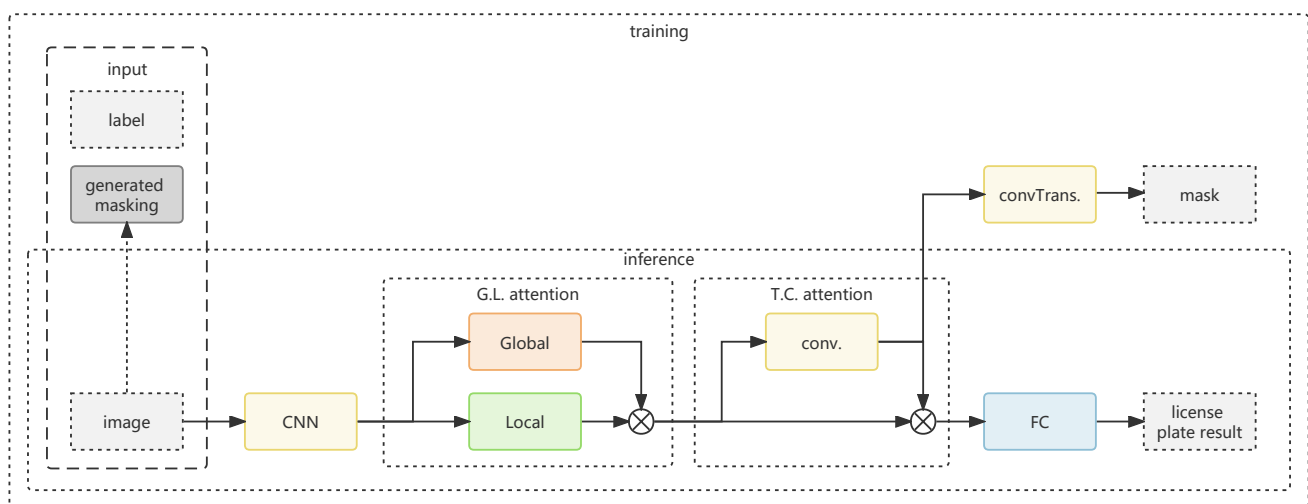 training
input
label
generated
masking
inference
G.L. attention
T.C. attention
convTrans.
mask
Global
conv.
image
CNN
Local
FC
license
plate result